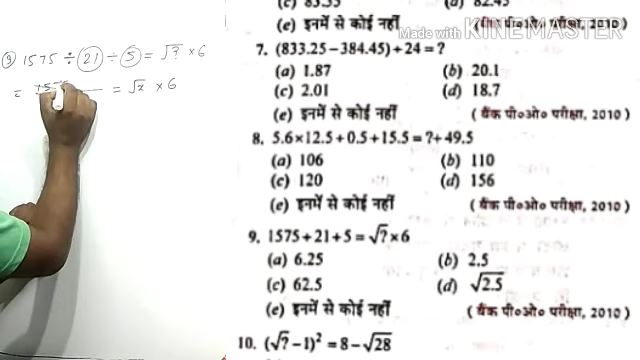 (c) 83.55 (d) 82.45
(e) इनमें से कोई नहीं (बैंक पी०ओ० परीक्षा, 2010)
Made with KINEMASTER
7. (833.25 – 384.45) + 24 = ?
(a) 1.87 (b) 20.1
(c) 2.01 (d) 18.7
(e) इनमें से कोई नहीं (बैंक पी०ओ० परीक्षा, 2010)
8. 5.6 × 12.5 + 0.5 + 15.5 = ? + 49.5
(a) 106 (b) 110
(c) 120 (d) 156
(e) इनमें से कोई नहीं (बैंक पी०ओ० परीक्षा, 2010)
9. 1575 + 21 + 5 = √? × 6
(a) 6.25 (b) 2.5
(c) 62.5 (d) √2.5
(e) इनमें से कोई नहीं (बैंक पी०ओ० परीक्षा, 2010)
10. (√? – 1)² = 8 – √28
9) 1575 ÷ 21 ÷ 5 = √? × 6
= = √x × 6